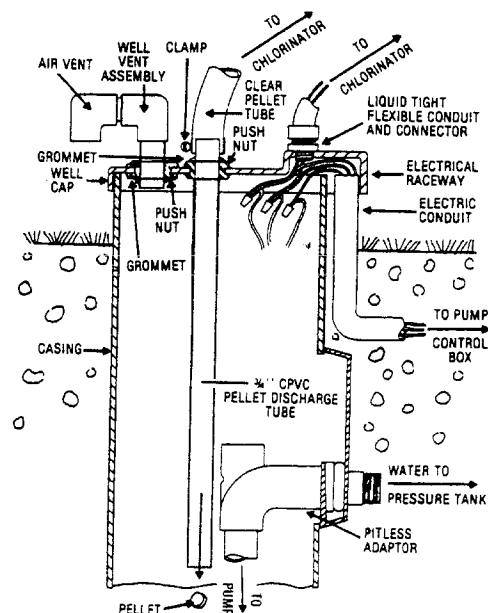 TO
CHLORINATOR
TO
CHLORINATOR
WELL
VENT
ASSEMBLY
CLAMP
AIR VENT
CLEAR
PELLET
TUBE
LIQUID TIGHT
FLEXIBLE CONDUIT
AND CONNECTOR
PUSH
NUT
GROMMET
WELL
CAP
ELECTRICAL
RACEWAY
PUSH
NUT
ELECTRIC
CONDUIT
GROMMET
TO PUMP
CONTROL
BOX
CASING
¾" CPVC
PELLET DISCHARGE
TUBE
WATER TO
PRESSURE TANK
PITLESS
ADAPTOR
PELLET
TO
PUMP